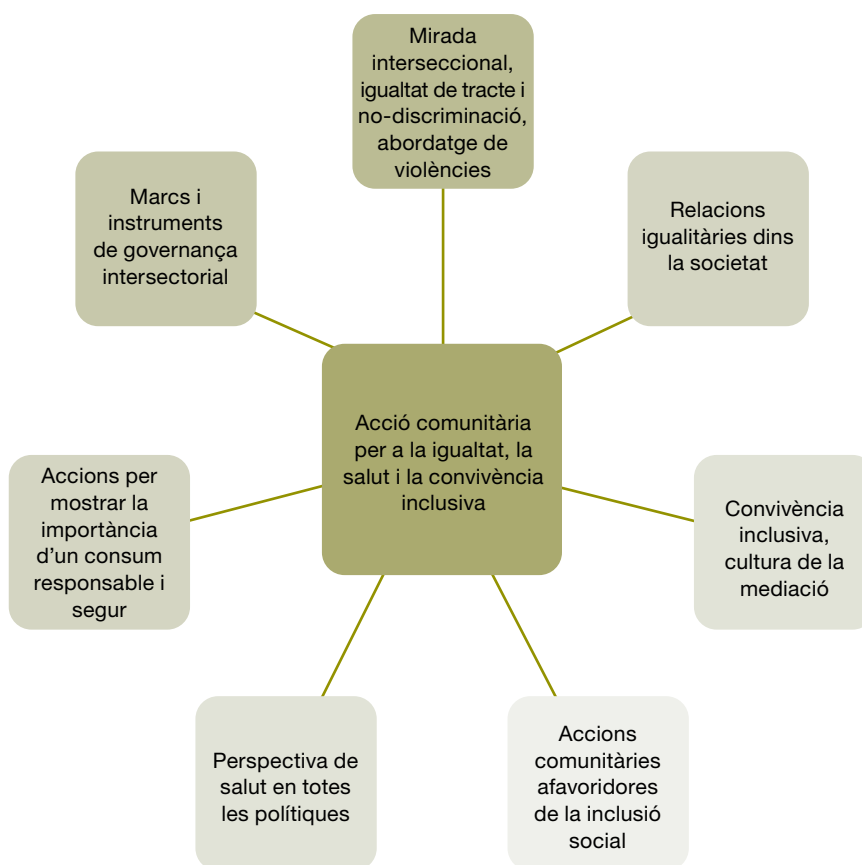 Mirada
interseccional,
igualtat de tracte i
no-discriminació,
abordatge de
violències
Marcs i
instruments
de governança
intersectorial
Relacions
igualitàries dins
la societat
Acció comunitària
per a la igualtat, la
salut i la convivència
inclusiva
Accions per
mostrar la
importància
d’un consum
responsable i
segur
Convivència
inclusiva,
cultura de la
mediació
Perspectiva de
salut en totes
les polítiques
Accions
comunitàries
afavoridores
de la inclusió
social